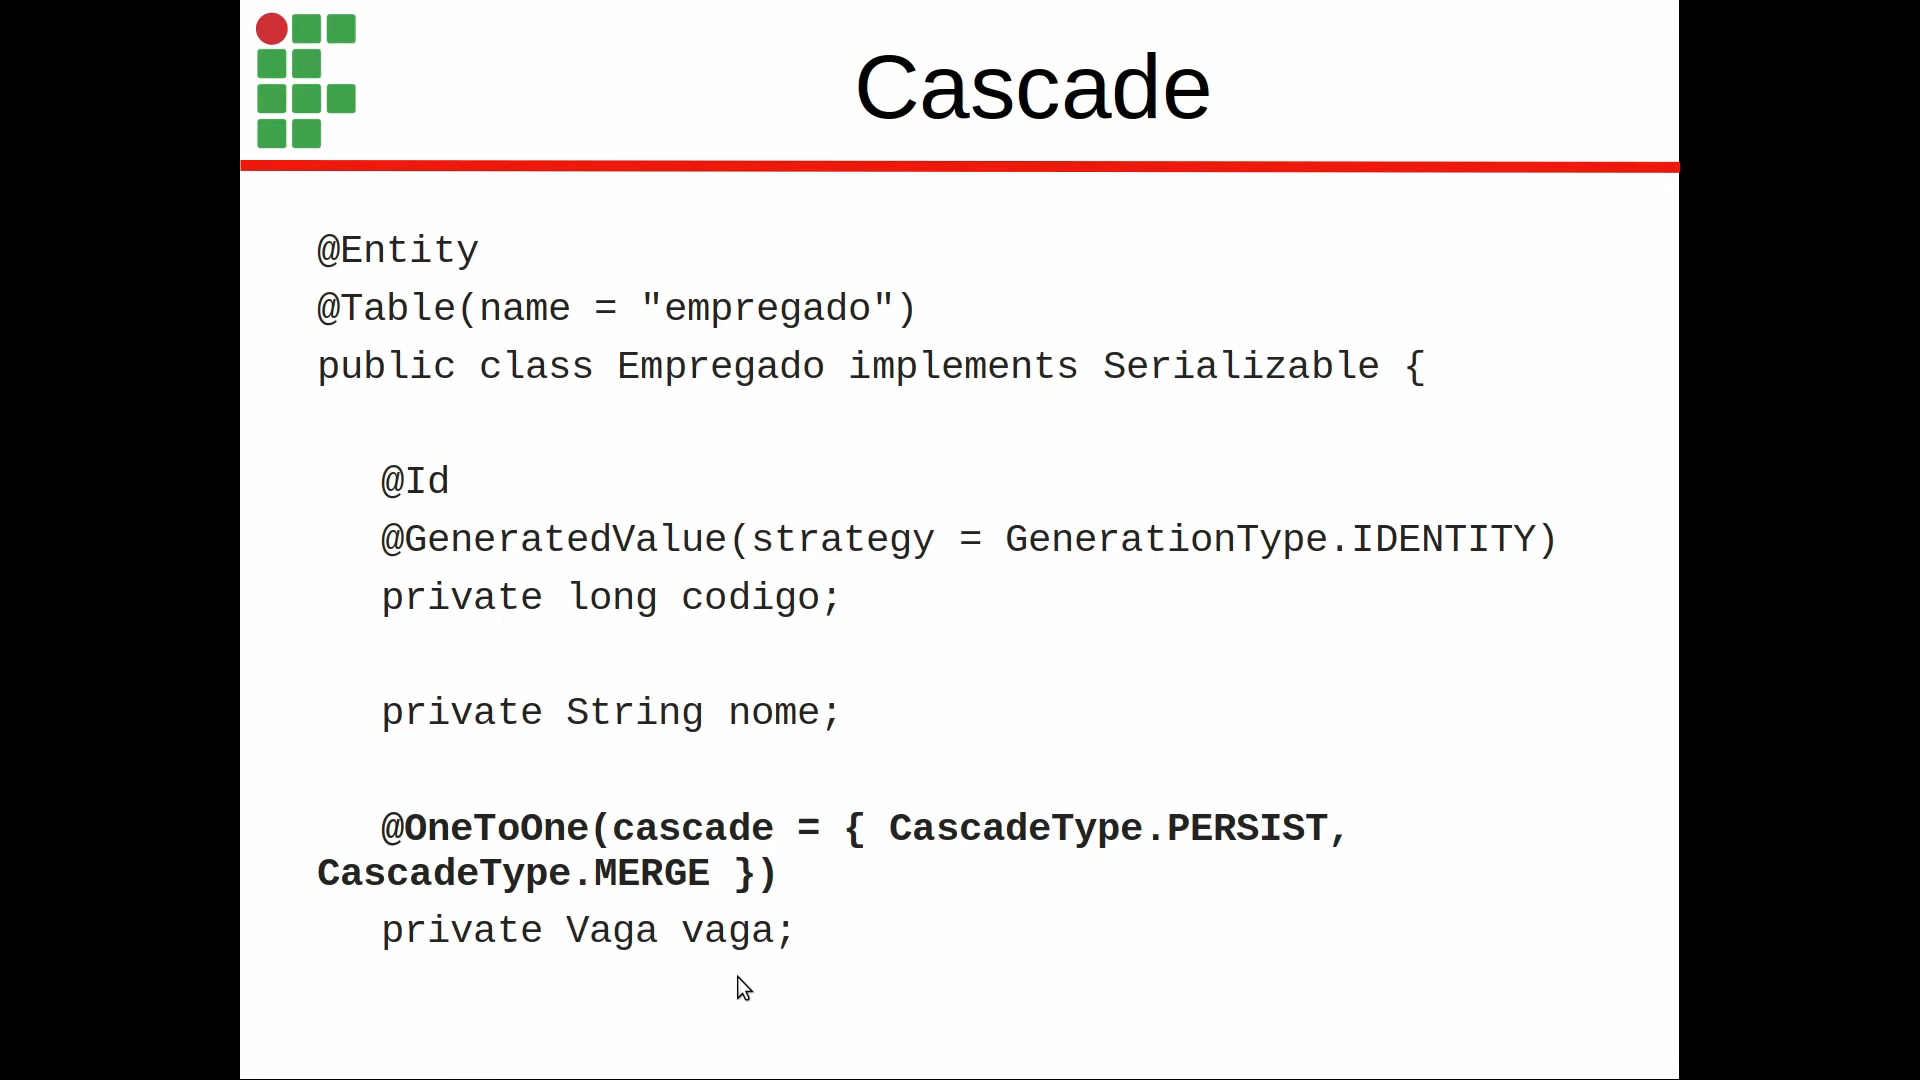 Cascade
@Entity
@Table(name = "empregado")
public class Empregado implements Serializable {
@Id
@GeneratedValue(strategy = GenerationType.IDENTITY)
private long codigo;
private String nome;
@OneToOne(cascade = { CascadeType.PERSIST,
CascadeType.MERGE })
private Vaga vaga;